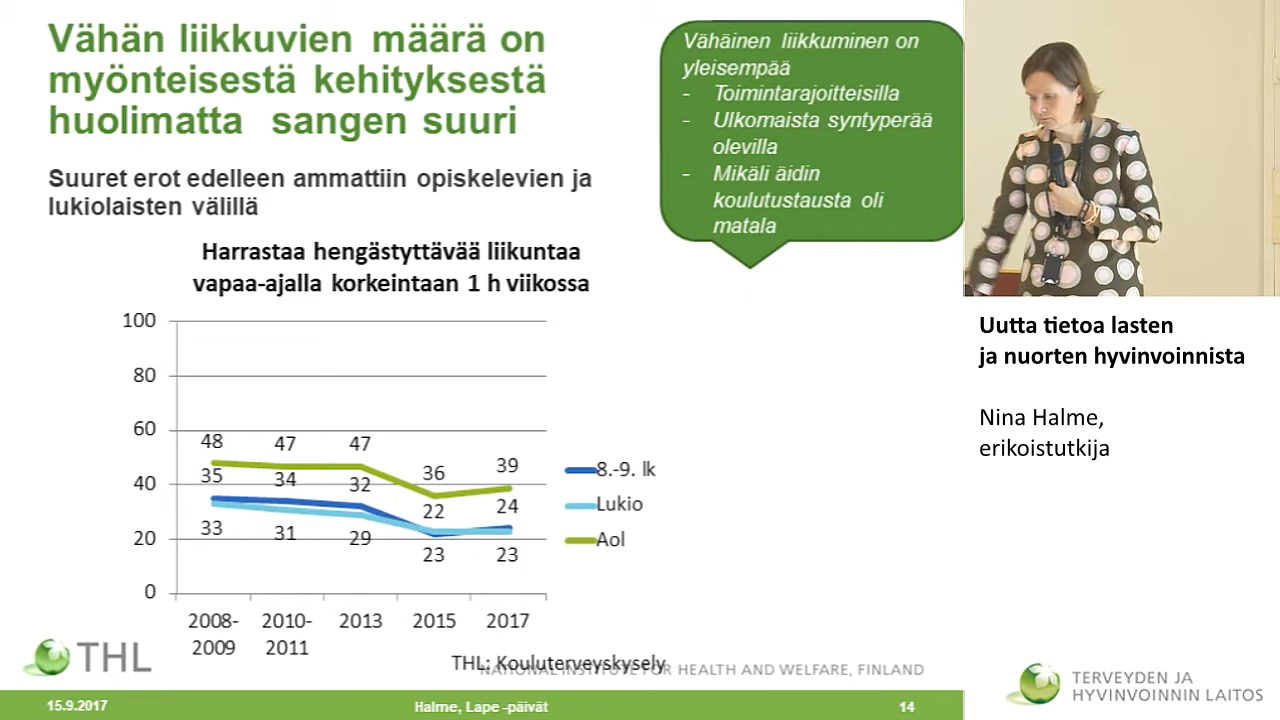 Vähän liikkuvien määrä on
myönteisestä kehityksestä
huolimatta sangen suuri
Suuret erot edelleen ammattiin opiskelevien ja
lukiolaisten välillä
Vähäinen liikkuminen on
yleisempää
- Toimintarajoitteisilla
- Ulkomaista syntyperää
olevilla
- Mikäli äidin
koulutustausta oli
matala
Harrastaa hengästyttävää liikuntaa
vapaa-ajalla korkeintaan 1 h viikossa
100
80
60
40
20
0
48 47 47 36 39
35 34 32 22 24
33 31 29 23 23
2008-2009 2010-2011 2013 2015 2017
8.-9. lk
Lukio
Aol
THL: Kouluterveyskysely
THL
NATIONAL INSTITUTE FOR HEALTH AND WELFARE, FINLAND
15.9.2017 Halme, Lape -päivät 14
Uutta tietoa lasten
ja nuorten hyvinvoinnista
Nina Halme,
erikoistutkija
TERVEYDEN JA
HYVINVOINNIN LAITOS